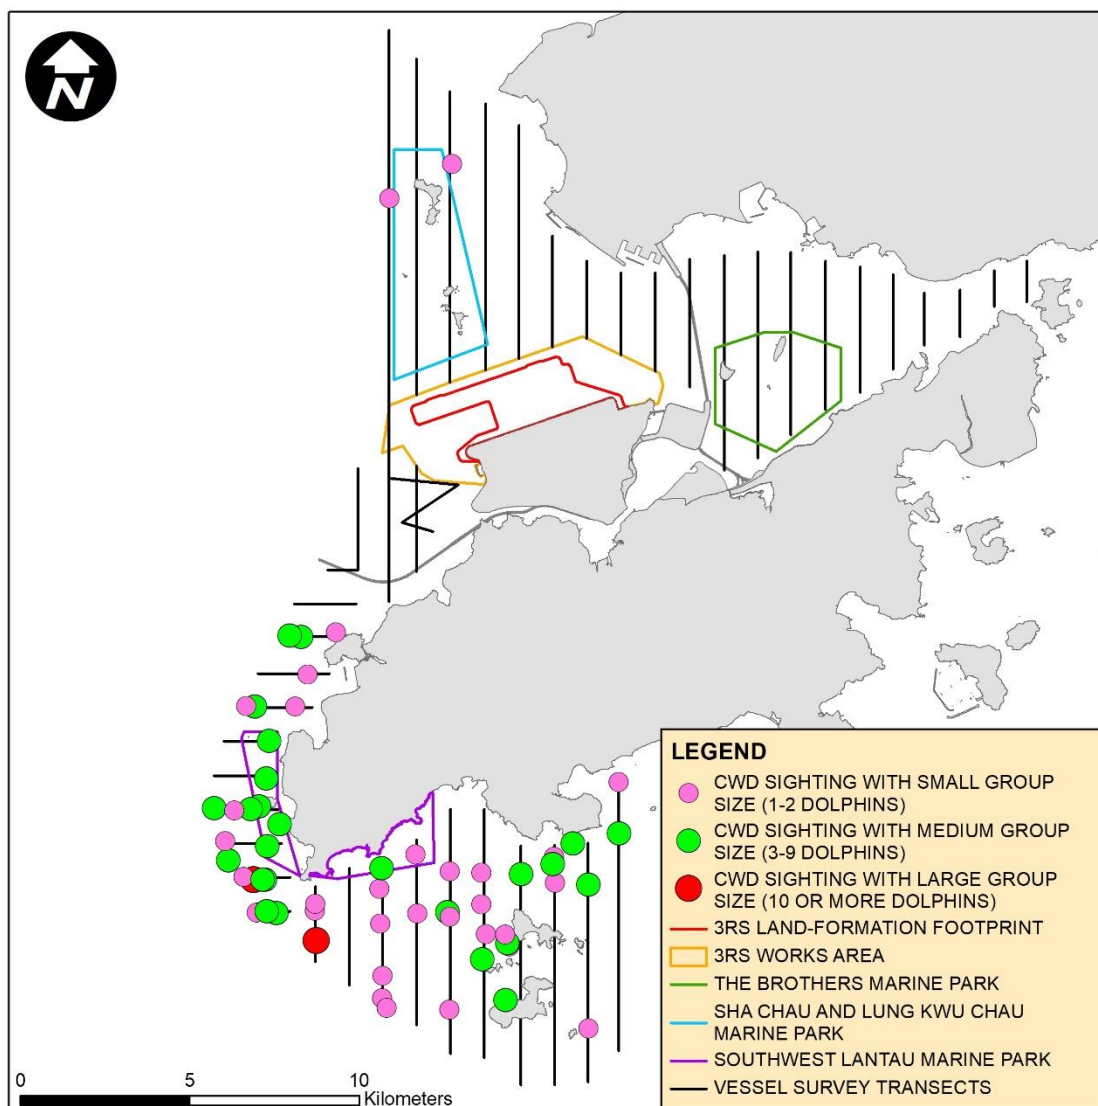 N
LEGEND
CWD SIGHTING WITH SMALL GROUP
SIZE (1-2 DOLPHINS)
CWD SIGHTING WITH MEDIUM GROUP
SIZE (3-9 DOLPHINS)
CWD SIGHTING WITH LARGE GROUP
SIZE (10 OR MORE DOLPHINS)
3RS LAND-FORMATION FOOTPRINT
3RS WORKS AREA
THE BROTHERS MARINE PARK
SHA CHAU AND LUNG KWU CHAU
MARINE PARK
SOUTHWEST LANTAU MARINE PARK
VESSEL SURVEY TRANSECTS
0 5 10
Kilometers